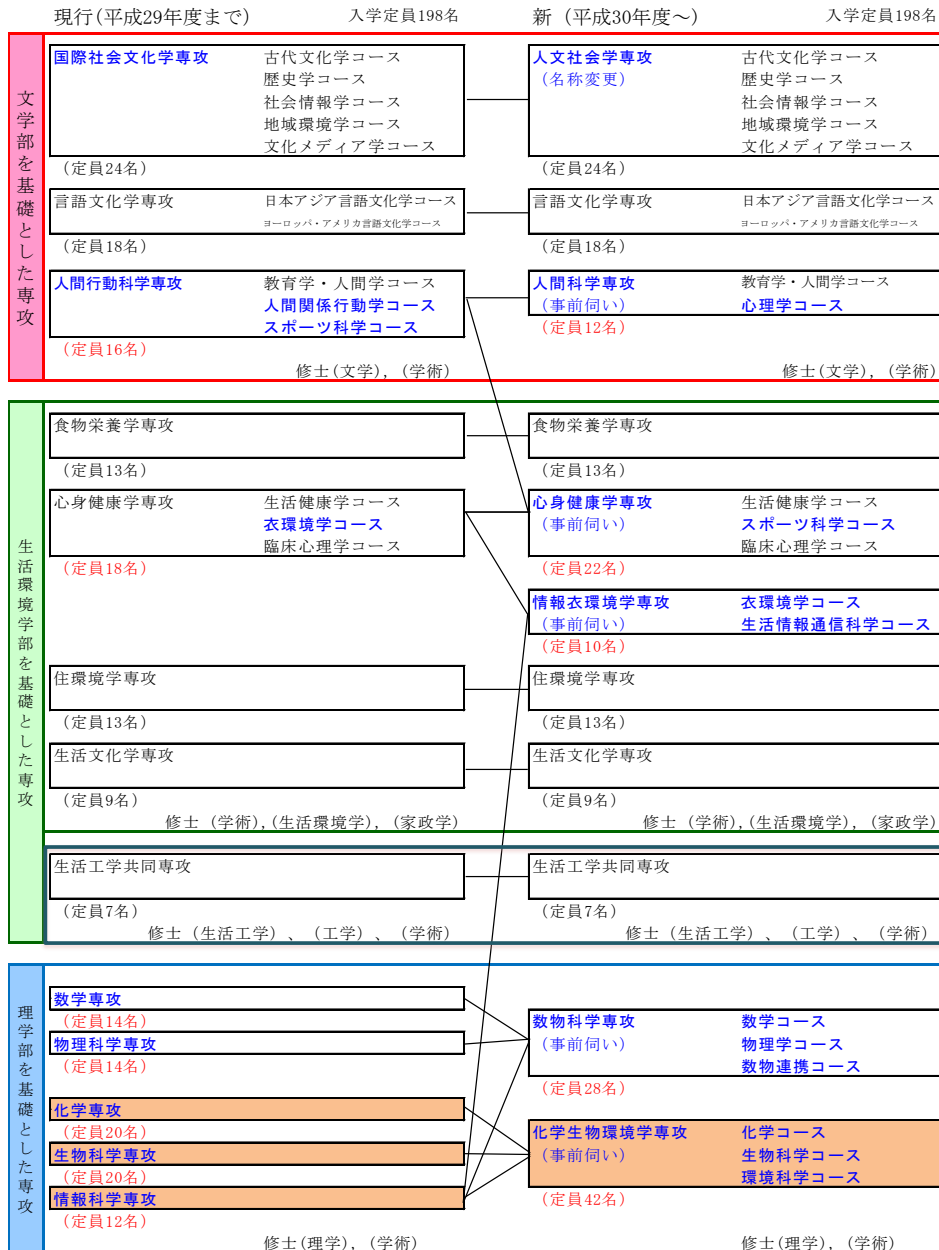 現行(平成29年度まで) 入学定員198名 新（平成30年度～） 入学定員198名
文学部を基礎とした専攻
国際社会文化学専攻 古代文化学コース
歴史学コース
社会情報学コース
地域環境学コース
文化メディア学コース
（定員24名）
人文社会学専攻 古代文化学コース
（名称変更） 歴史学コース
社会情報学コース
地域環境学コース
文化メディア学コース
（定員24名）
言語文化学専攻 日本アジア言語文化学コース
ヨーロッパ・アメリカ言語文化学コース
（定員18名）
言語文化学専攻 日本アジア言語文化学コース
ヨーロッパ・アメリカ言語文化学コース
（定員18名）
人間行動科学専攻 教育学・人間学コース
人間関係行動学コース
スポーツ科学コース
（定員16名）
人間科学専攻 教育学・人間学コース
（事前伺い） 心理学コース
（定員12名）
修士(文学)，（学術） 修士(文学)，（学術）
生活環境学部を基礎とした専攻
食物栄養学専攻
（定員13名）
食物栄養学専攻
（定員13名）
心身健康学専攻 生活健康学コース
衣環境学コース
臨床心理学コース
（定員18名）
心身健康学専攻 生活健康学コース
（事前伺い） スポーツ科学コース
臨床心理学コース
（定員22名）
情報衣環境学専攻 衣環境学コース
（事前伺い） 生活情報通信科学コース
（定員10名）
住環境学専攻
（定員13名）
住環境学専攻
（定員13名）
生活文化学専攻
（定員9名）
生活文化学専攻
（定員9名）
修士（学術）,（生活環境学）,（家政学） 修士（学術）,（生活環境学）,（家政学）
生活工学共同専攻
（定員7名）
生活工学共同専攻
（定員7名）
修士（生活工学）、（工学）、（学術） 修士（生活工学）、（工学）、（学術）
理学部を基礎とした専攻
数学専攻
（定員14名）
物理科学専攻
（定員14名）
数物科学専攻 数学コース
（事前伺い） 物理学コース
数物連携コース
（定員28名）
化学専攻
（定員20名）
生物科学専攻
（定員20名）
情報科学専攻
（定員12名）
化学生物環境学専攻 化学コース
（事前伺い） 生物科学コース
環境科学コース
（定員42名）
修士(理学)，（学術） 修士(理学)，（学術）